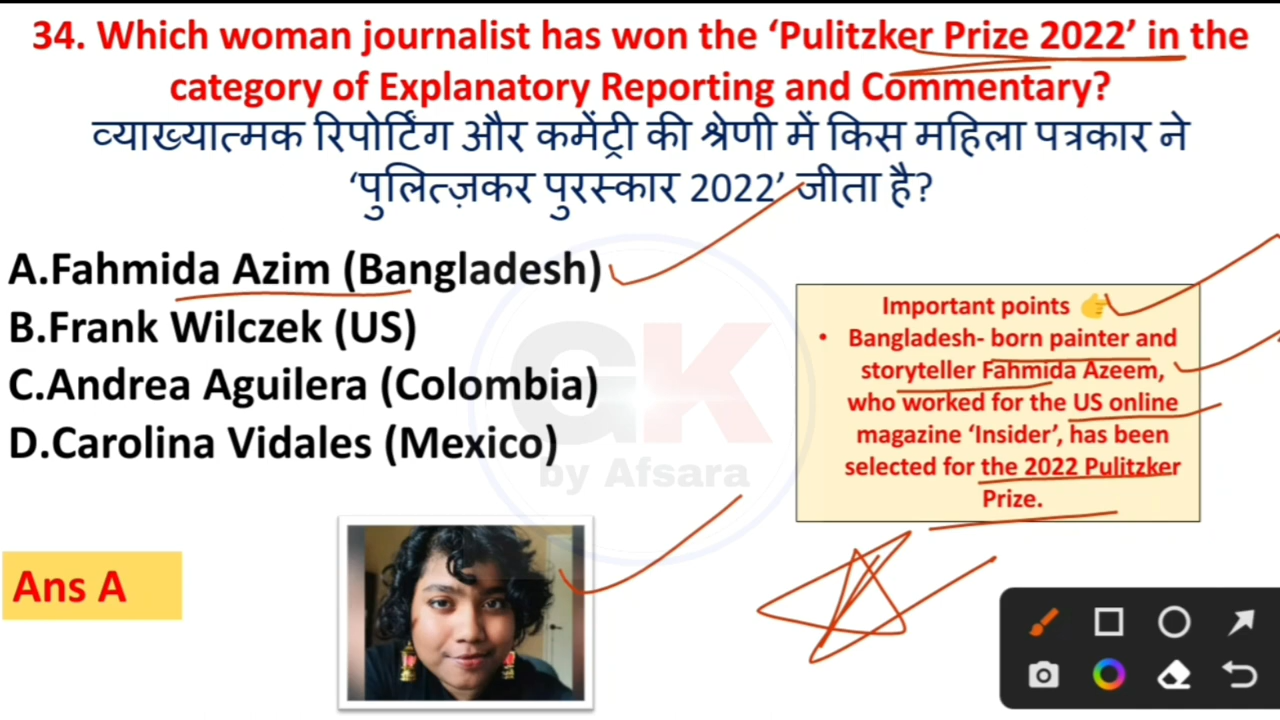 34. Which woman journalist has won the ‘Pulitzker Prize 2022’ in the
category of Explanatory Reporting and Commentary?
व्याख्यात्मक रिपोर्टिंग और कमेंट्री की श्रेणी में किस महिला पत्रकार ने
‘पुलित्ज़कर पुरस्कार 2022’ जीता है?
A.Fahmida Azim (Bangladesh)
B.Frank Wilczek (US)
C.Andrea Aguilera (Colombia)
D.Carolina Vidales (Mexico)
GK
by Afsara
Important points 👉
• Bangladesh- born painter and
storyteller Fahmida Azeem,
who worked for the US online
magazine ‘Insider’, has been
selected for the 2022 Pulitzker
Prize.
Ans A